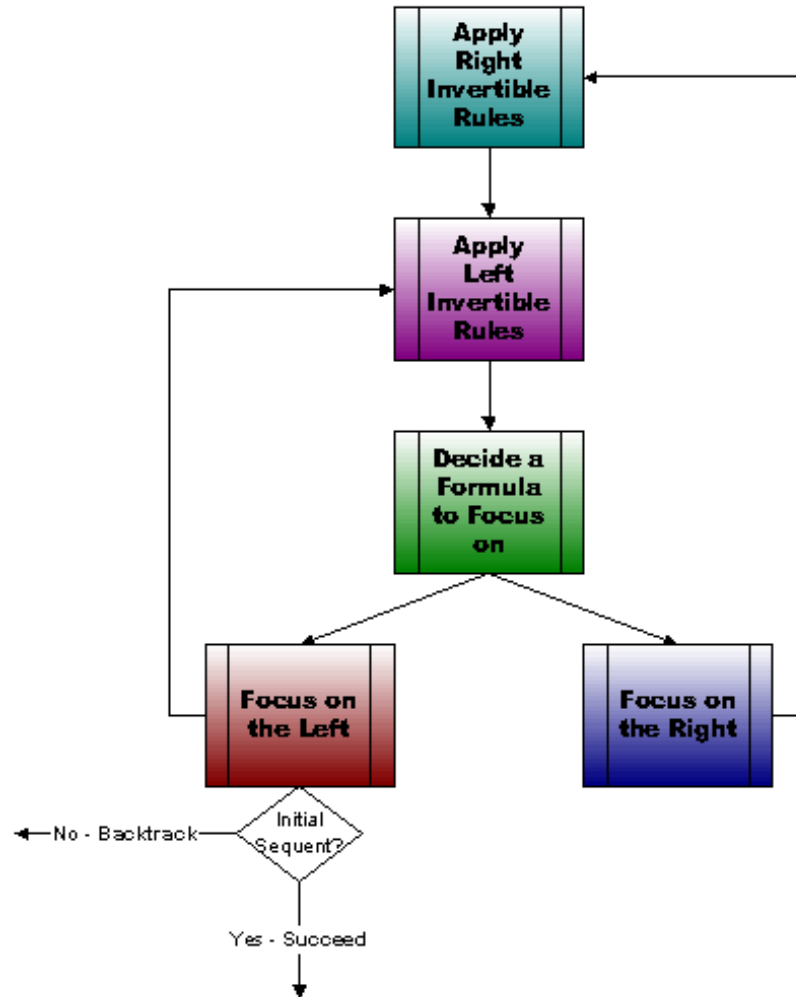 Apply
Right
Invertible
Rules
Apply
Left
Invertible
Rules
Decide a
Formula
to Focus
on
Focus on
the Left
Focus on
the Right
Initial
Sequent?
No - Backtrack
Yes - Succeed